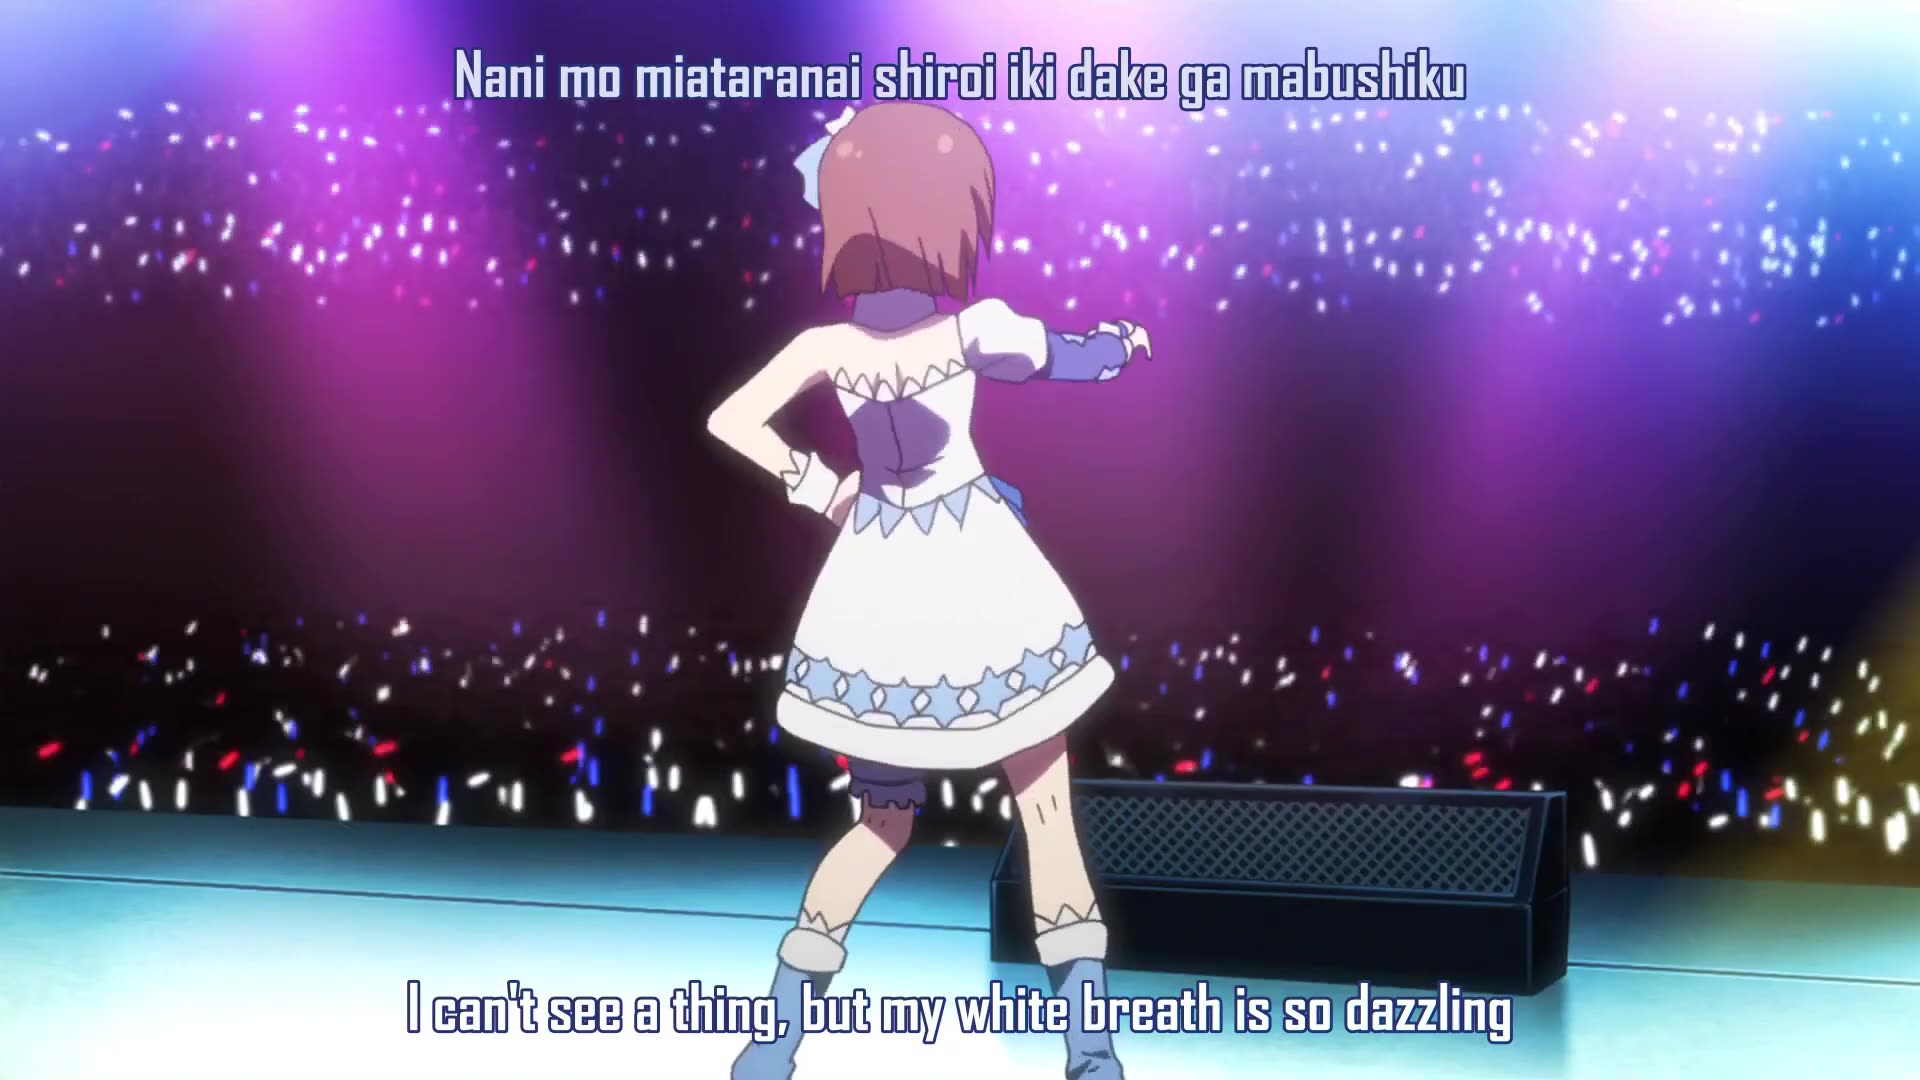 Nani mo miataranai shiroi iki dake ga mabushiku
I can't see a thing, but my white breath is so dazzling